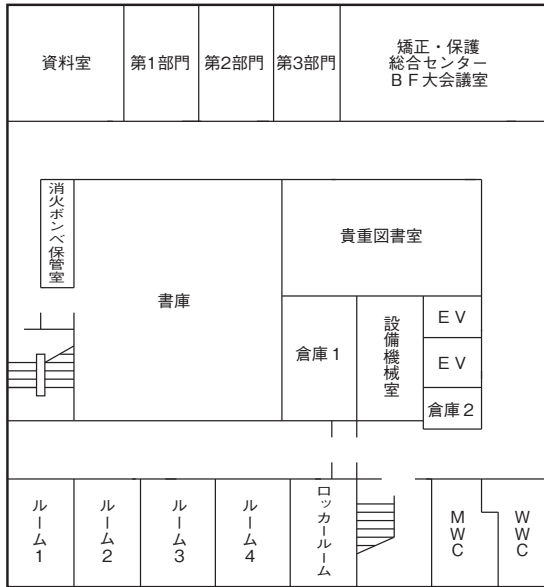 資料室
第1部門
第2部門
第3部門
矯正・保護
総合センター
ＢＦ大会議室
消火ボンベ保管室
書庫
貴重図書室
倉庫1
設備機械室
ＥＶ
ＥＶ
倉庫2
ルーム1
ルーム2
ルーム3
ルーム4
ロッカールーム
MWC
WWC